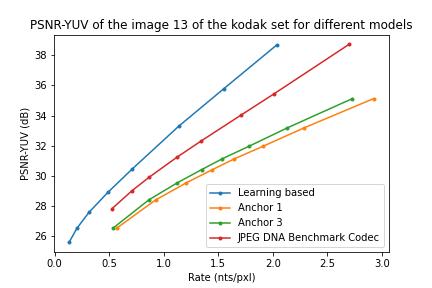 PSNR-YUV of the image 13 of the kodak set for different models
PSNR-YUV (dB)
38
36
34
32
30
28
26
Learning based
Anchor 1
Anchor 3
JPEG DNA Benchmark Codec
0.0 0.5 1.0 1.5 2.0 2.5 3.0
Rate (nts/pxl)